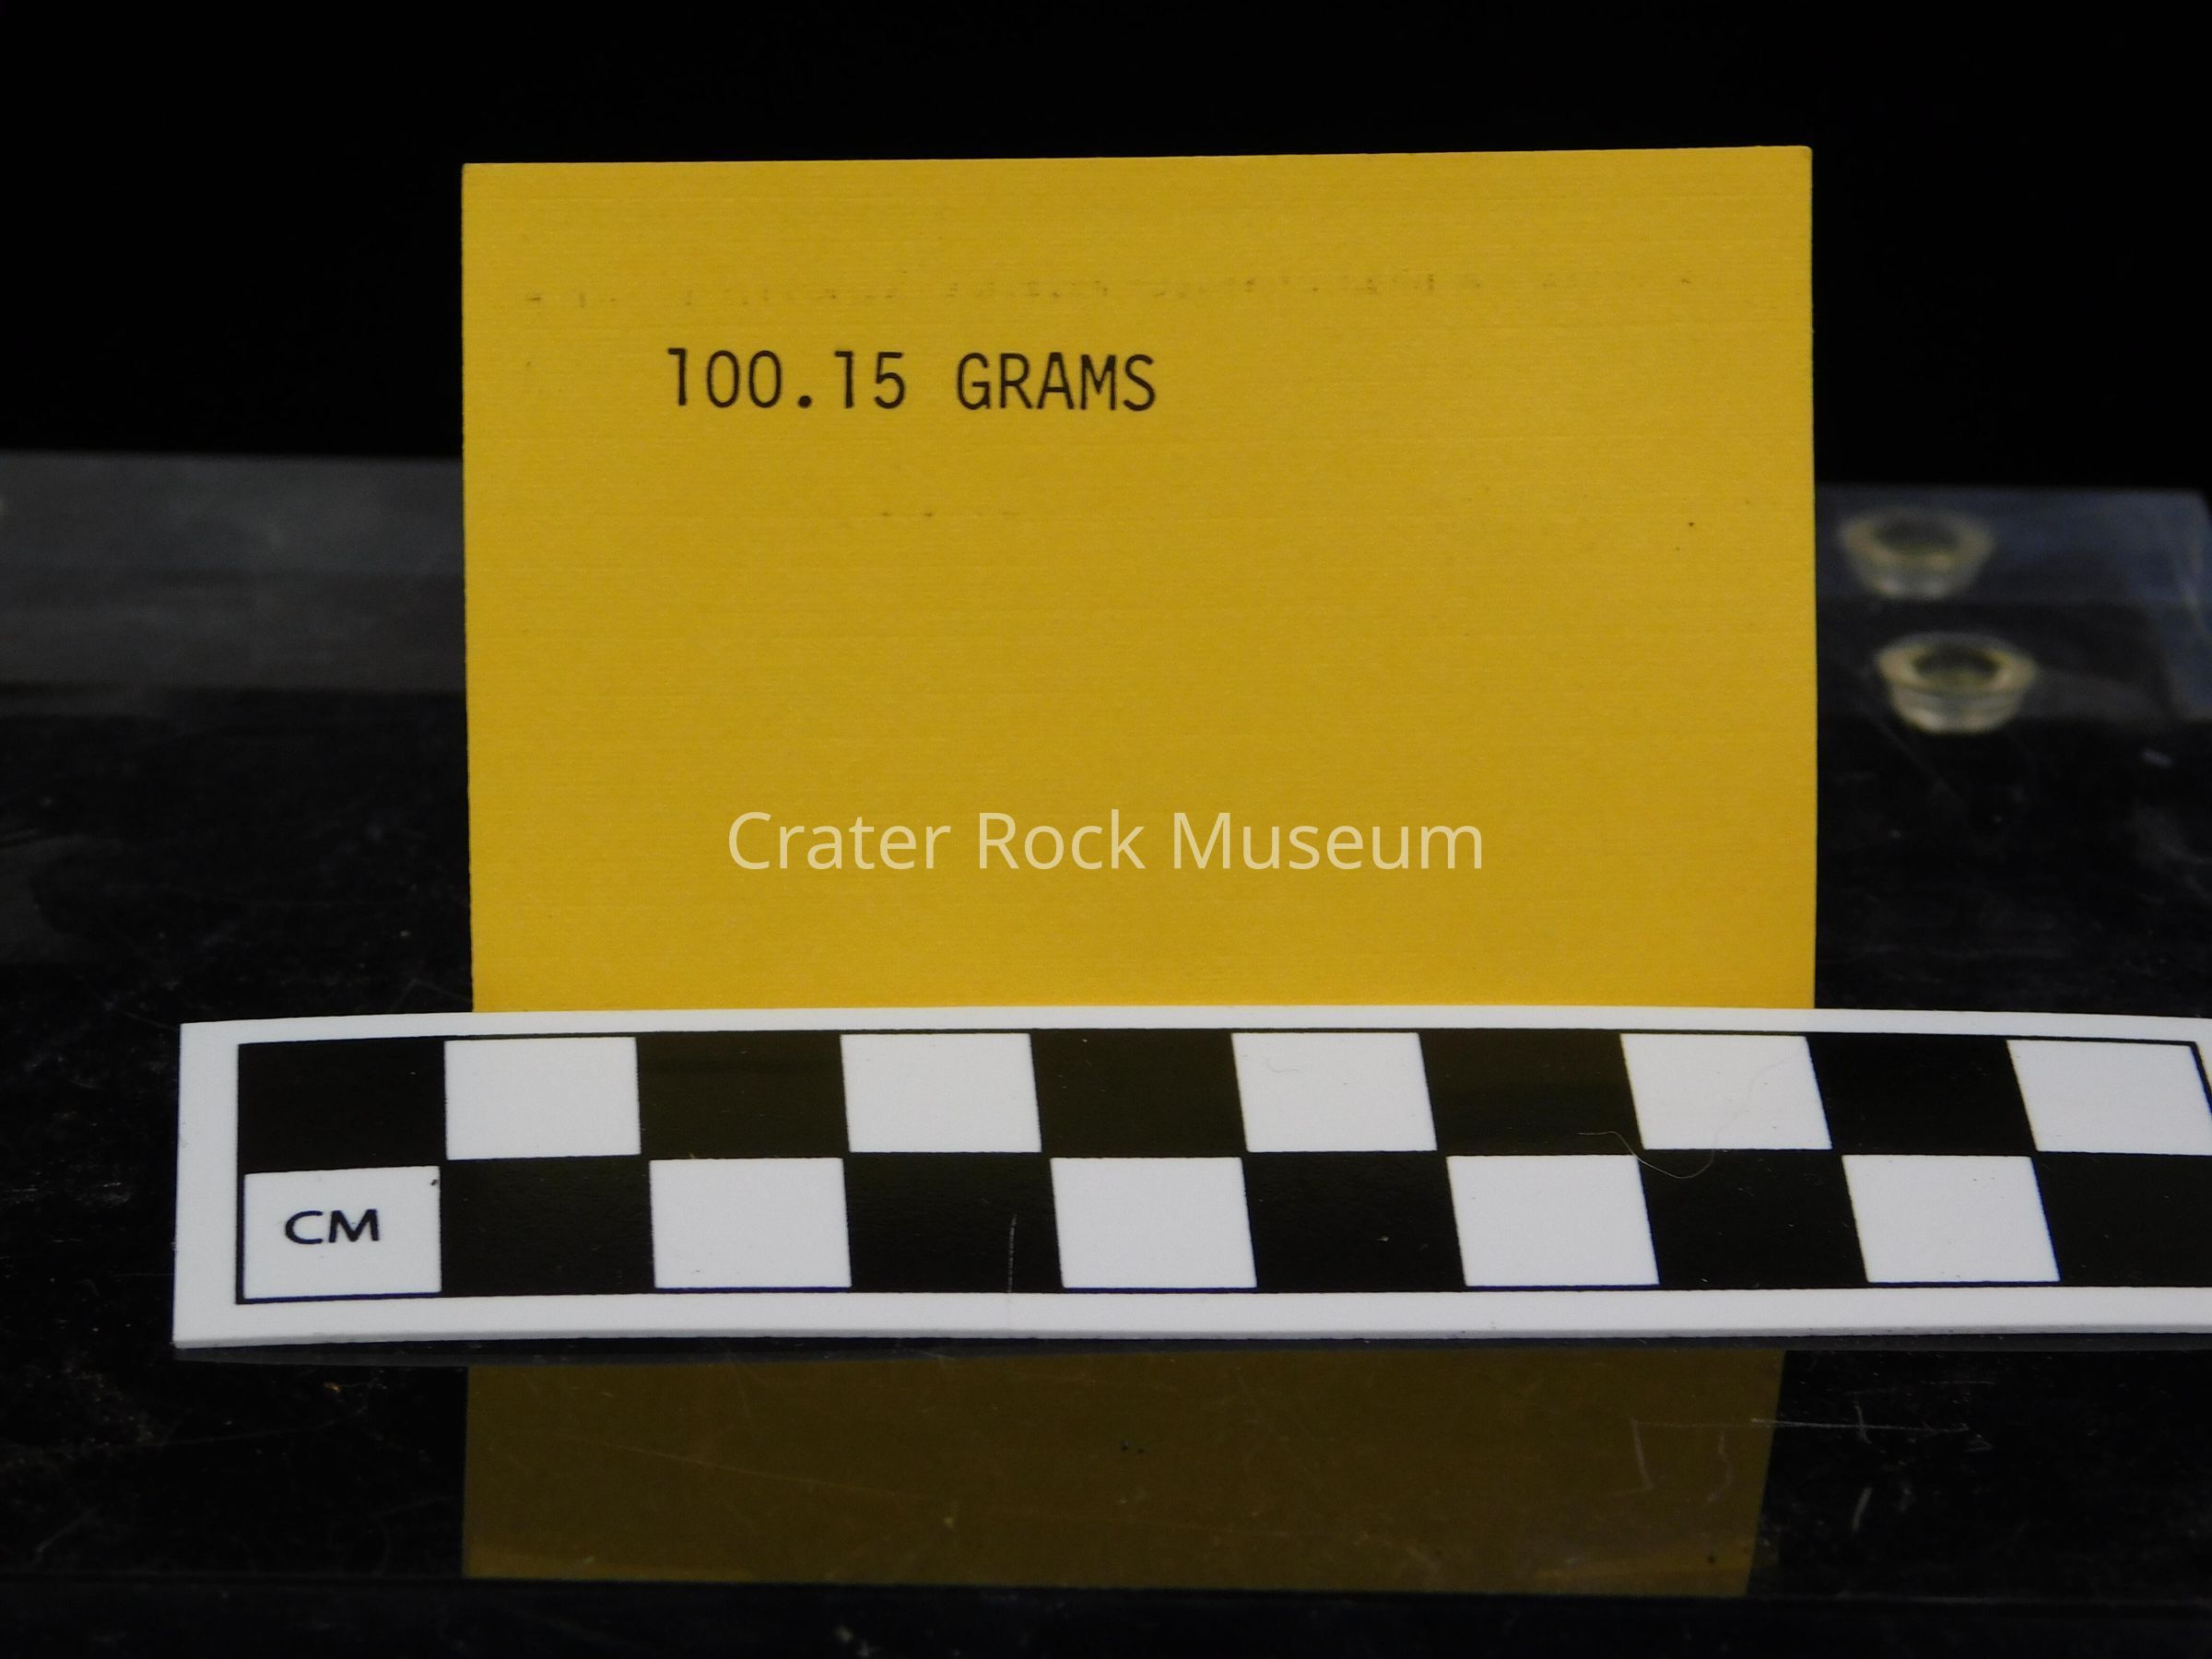 100.15 GRAMS
Crater Rock Museum
CM